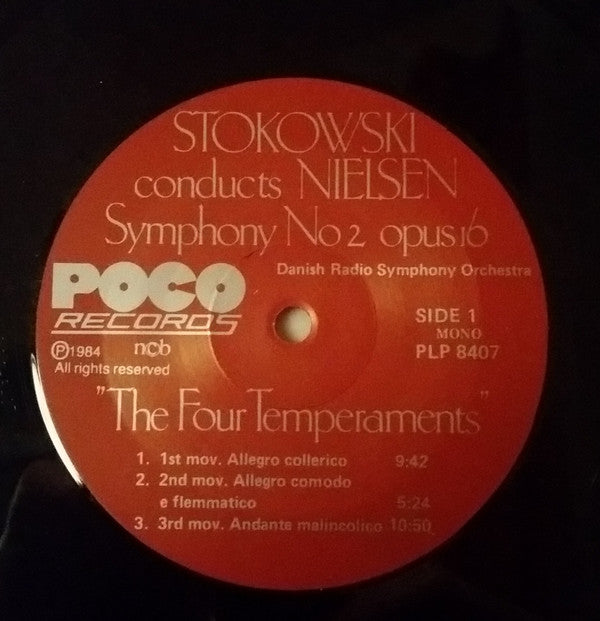 STOKOWSKI
conducts NIELSEN
Symphony No 2 opus 16
Danish Radio Symphony Orchestra
POCO
RECORDS
SIDE 1
MONO
PLP 8407
Ⓟ1984 ncb
All rights reserved
"The Four Temperaments"
1. 1st mov. Allegro collerico 9:42
2. 2nd mov. Allegro comodo
e flemmatico 5:24
3. 3rd mov. Andante malincolico 10:50